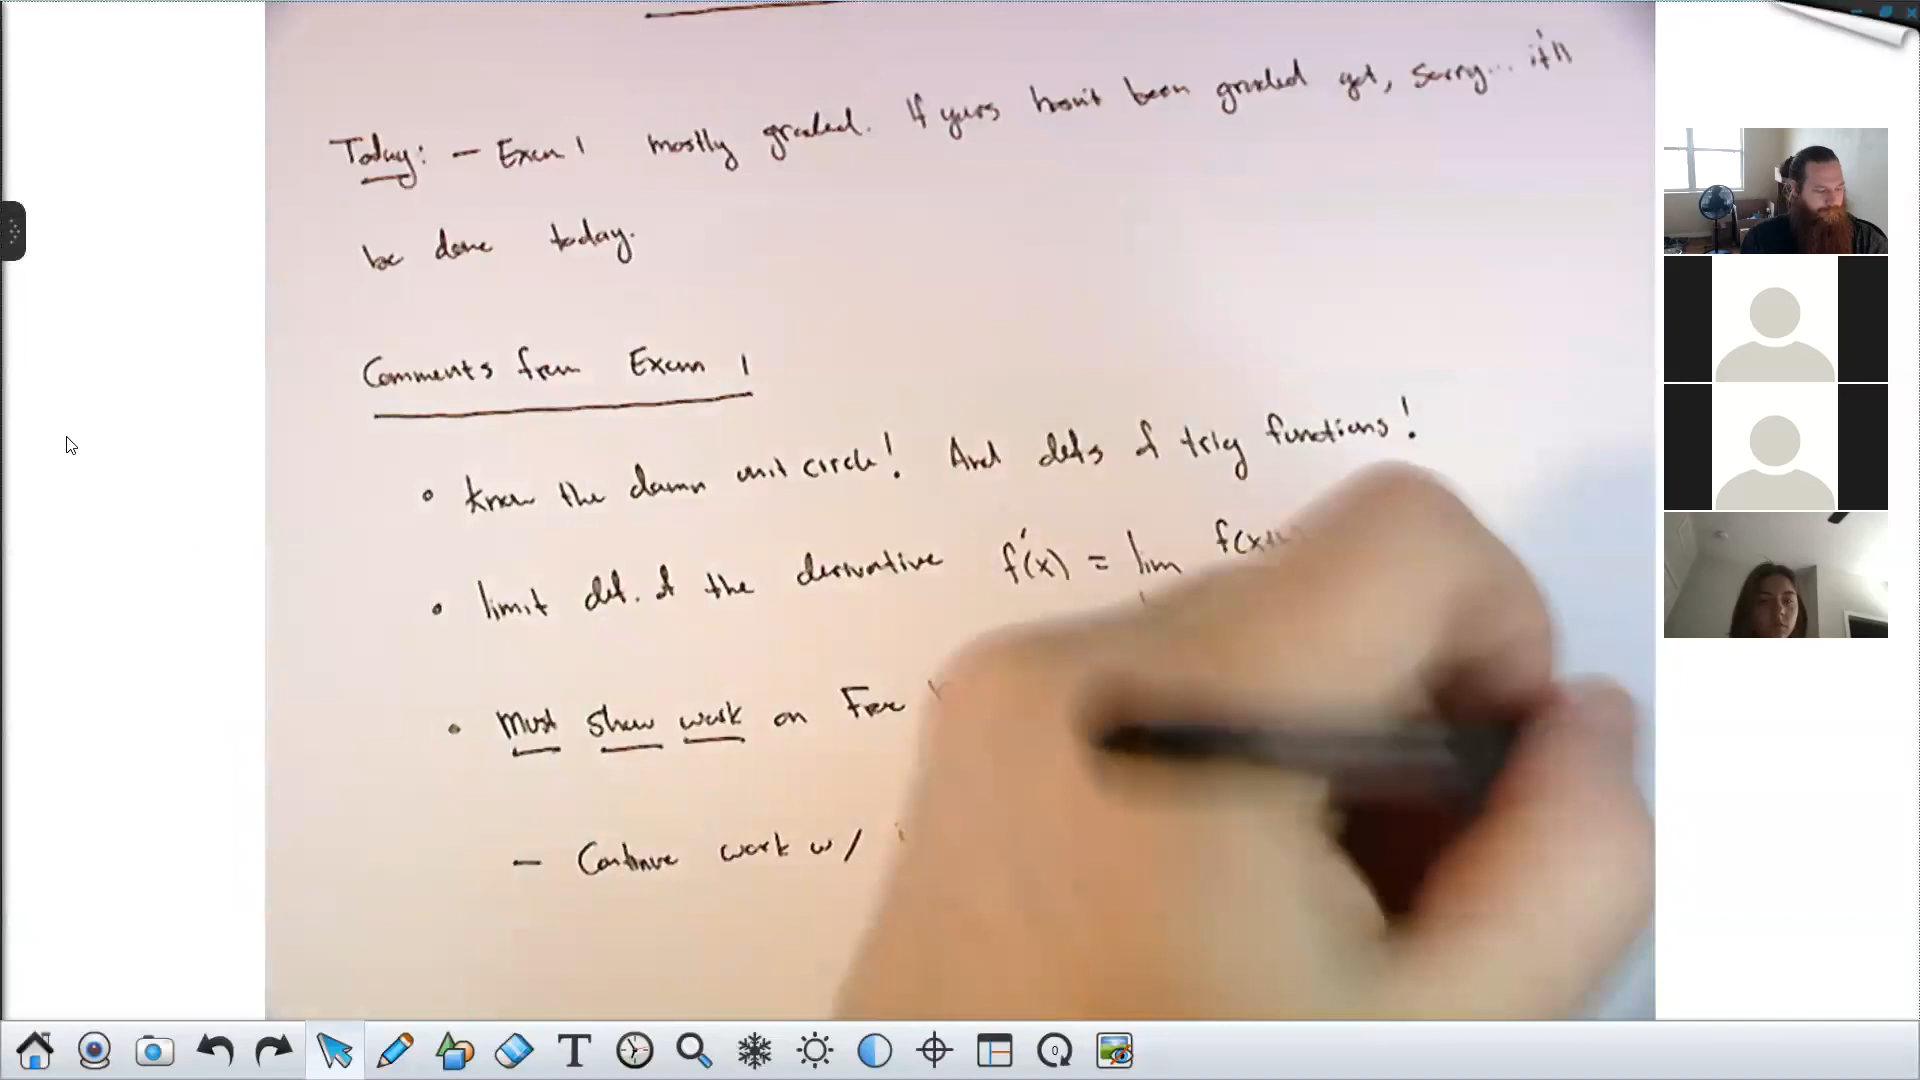 Today: — Exam 1 mostly graded. If yours hasn't been graded yet, sorry... it'll
be done today.
Comments from Exam 1
• know the damn unit circle! And defs of trig functions!
• limit def. of the derivative f'(x) = lim f(x+h)
• Must show work on Free
— Continue work w/